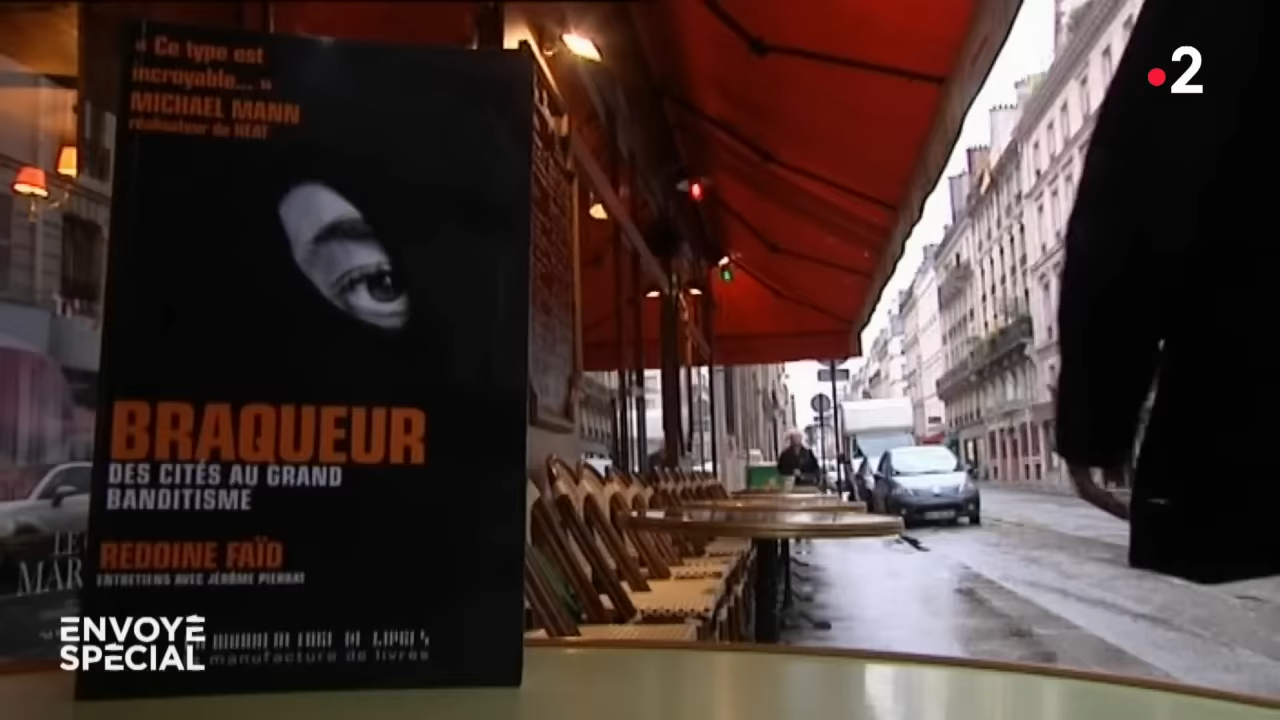 « Ce type est
incroyable... »
MICHAEL MANN
réalisateur de HEAT
BRAQUEUR
DES CITÉS AU GRAND
BANDITISME
REDOINE FAÏD
ENTRETIENS AVEC JÉRÔME PIERRAT
manufacture de livres
2
ENVOYÉ
SPÉCIAL